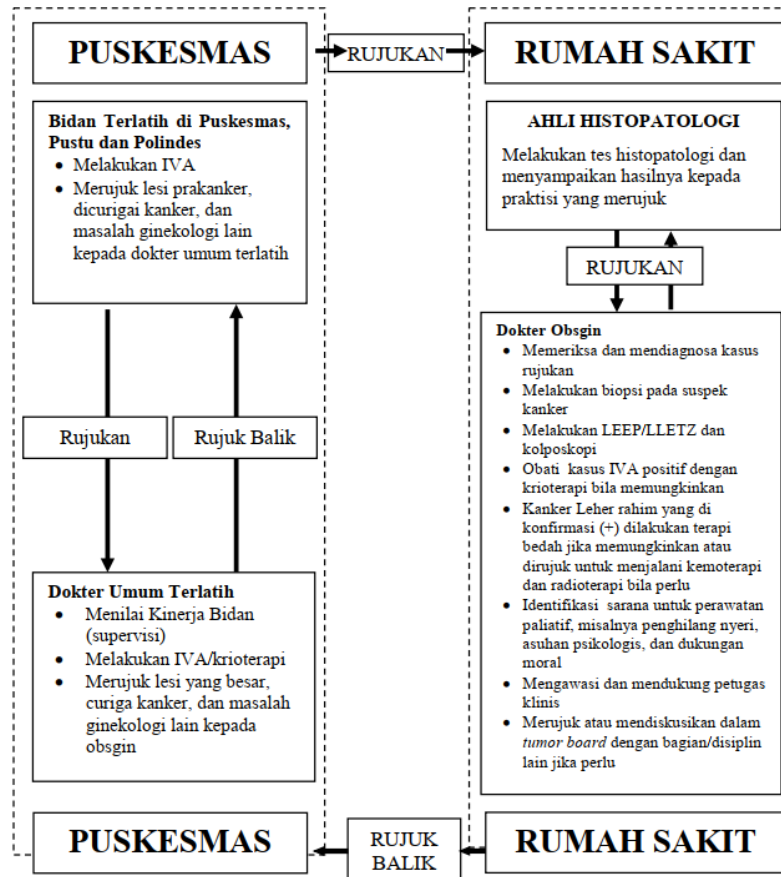 PUSKESMAS
RUJUKAN
RUMAH SAKIT
Bidan Terlatih di Puskesmas,
Pustu dan Polindes
• Melakukan IVA
• Merujuk lesi prakanker,
dicurigai kanker, dan
masalah ginekologi lain
kepada dokter umum terlatih
Rujukan
Rujuk Balik
Dokter Umum Terlatih
• Menilai Kinerja Bidan
(supervisi)
• Melakukan IVA/krioterapi
• Merujuk lesi yang besar,
curiga kanker, dan masalah
ginekologi lain kepada
obsgin
AHLI HISTOPATOLOGI
Melakukan tes histopatologi dan
menyampaikan hasilnya kepada
praktisi yang merujuk
RUJUKAN
Dokter Obsgin
• Memeriksa dan mendiagnosa kasus
rujukan
• Melakukan biopsi pada suspek
kanker
• Melakukan LEEP/LLETZ dan
kolposkopi
• Obati kasus IVA positif dengan
krioterapi bila memungkinkan
• Kanker Leher rahim yang di
konfirmasi (+) dilakukan terapi
bedah jika memungkinkan atau
dirujuk untuk menjalani kemoterapi
dan radioterapi bila perlu
• Identifikasi sarana untuk perawatan
paliatif, misalnya penghilang nyeri,
asuhan psikologis, dan dukungan
moral
• Mengawasi dan mendukung petugas
klinis
• Merujuk atau mendiskusikan dalam
tumor board dengan bagian/disiplin
lain jika perlu
PUSKESMAS
RUJUK
BALIK
RUMAH SAKIT